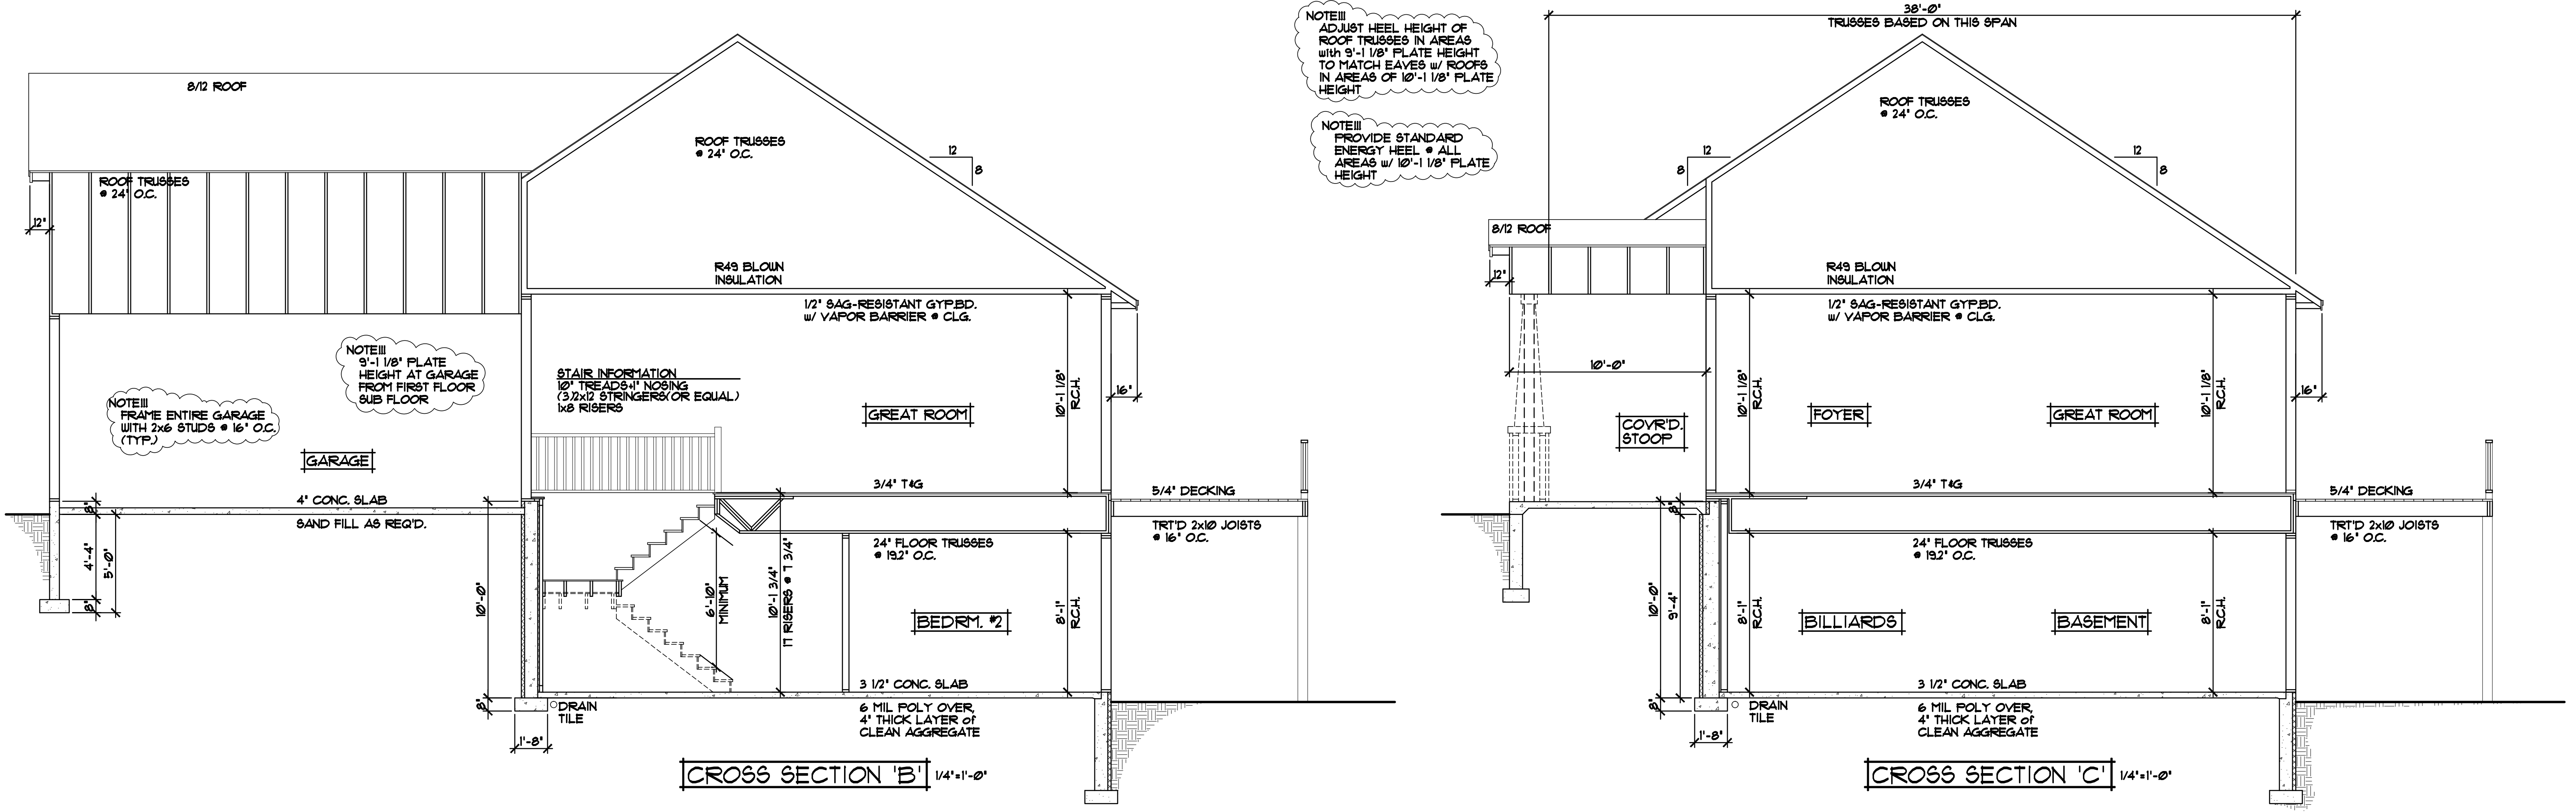 8/12 ROOF
ROOF TRUSSES
@ 24" O.C.
12"
ROOF TRUSSES
@ 24" O.C.
12
8
R49 BLOWN
INSULATION
1/2" SAG-RESISTANT GYP.BD.
w/ VAPOR BARRIER @ CLG.
NOTE!!!
9'-1 1/8" PLATE
HEIGHT AT GARAGE
FROM FIRST FLOOR
SUB FLOOR
NOTE!!!
FRAME ENTIRE GARAGE
WITH 2x6 STUDS @ 16" O.C.
(TYP.)
GARAGE
STAIR INFORMATION
10" TREADS+1" NOSING
(3)2x12 STRINGERS(OR EQUAL)
1x8 RISERS
GREAT ROOM
10'-1 1/8"
R.C.H.
16"
4" CONC. SLAB
SAND FILL AS REQ'D.
8"
4'-4"
5'-0"
8"
3/4" T&G
5/4" DECKING
TRT'D 2x10 JOISTS
@ 16" O.C.
24" FLOOR TRUSSES
@ 19.2" O.C.
10'-0"
6'-10"
MINIMUM
10'-1 3/4"
17 RISERS @ 7 3/4"
BEDRM. #2
8'-1"
R.C.H.
3 1/2" CONC. SLAB
8"
DRAIN
TILE
6 MIL POLY OVER,
4" THICK LAYER of
CLEAN AGGREGATE
1'-8"
CROSS SECTION 'B'
1/4"=1'-0"
NOTE!!!
ADJUST HEEL HEIGHT OF
ROOF TRUSSES IN AREAS
with 9'-1 1/8" PLATE HEIGHT
TO MATCH EAVES w/ ROOFS
IN AREAS OF 10'-1 1/8" PLATE
HEIGHT
NOTE!!!
PROVIDE STANDARD
ENERGY HEEL @ ALL
AREAS w/ 10'-1 1/8" PLATE
HEIGHT
38'-0"
TRUSSES BASED ON THIS SPAN
ROOF TRUSSES
@ 24" O.C.
12
8
12
8
8/12 ROOF
12"
R49 BLOWN
INSULATION
1/2" SAG-RESISTANT GYP.BD.
w/ VAPOR BARRIER @ CLG.
10'-0"
COVR'D.
STOOP
10'-1 1/8"
R.C.H.
FOYER
GREAT ROOM
10'-1 1/8"
R.C.H.
16"
3/4" T&G
5/4" DECKING
8"
TRT'D 2x10 JOISTS
@ 16" O.C.
24" FLOOR TRUSSES
@ 19.2" O.C.
10'-0"
9'-4"
8'-1"
R.C.H.
BILLIARDS
BASEMENT
8'-1"
R.C.H.
3 1/2" CONC. SLAB
8"
DRAIN
TILE
6 MIL POLY OVER,
4" THICK LAYER of
CLEAN AGGREGATE
1'-8"
CROSS SECTION 'C'
1/4"=1'-0"